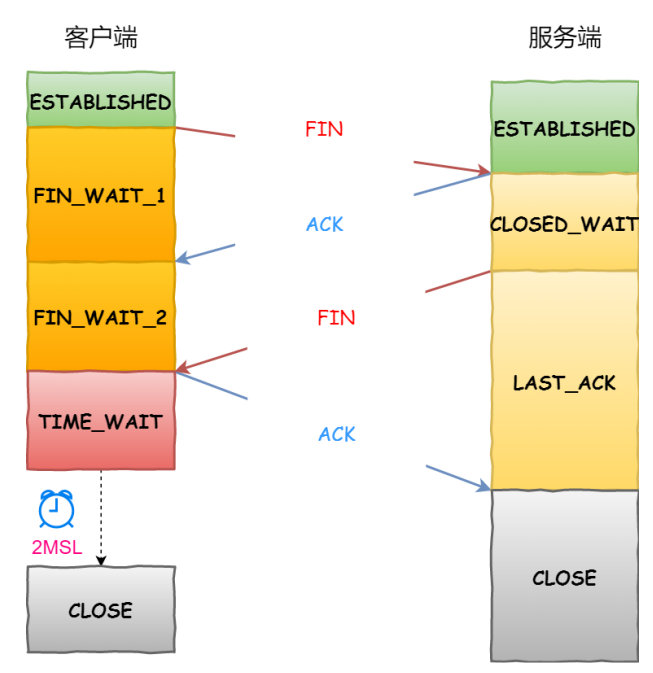 客户端
服务端
ESTABLISHED
FIN
ESTABLISHED
FIN_WAIT_1
ACK
CLOSED_WAIT
FIN_WAIT_2
FIN
LAST_ACK
TIME_WAIT
ACK
2MSL
CLOSE
CLOSE